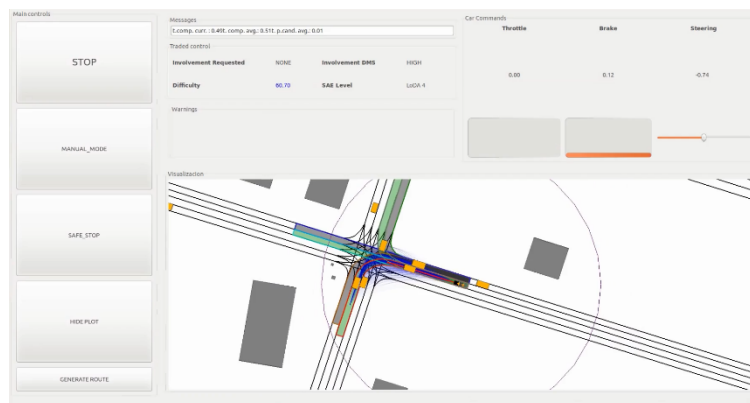 Main controls
STOP
MANUAL_MODE
SAFE_STOP
HIDE PLOT
GENERATE ROUTE
Messages
t.comp. curr. : 0.49t. comp. avg.: 0.51t. p.cand. avg.: 0.01
Traded control
Involvement Requested NONE Involvement DMS HIGH
Difficulty 60.70 SAE Level LoDA 4
Warnings
Visualizacion
Car Commands
Throttle Brake Steering
0.00 0.12 -0.74